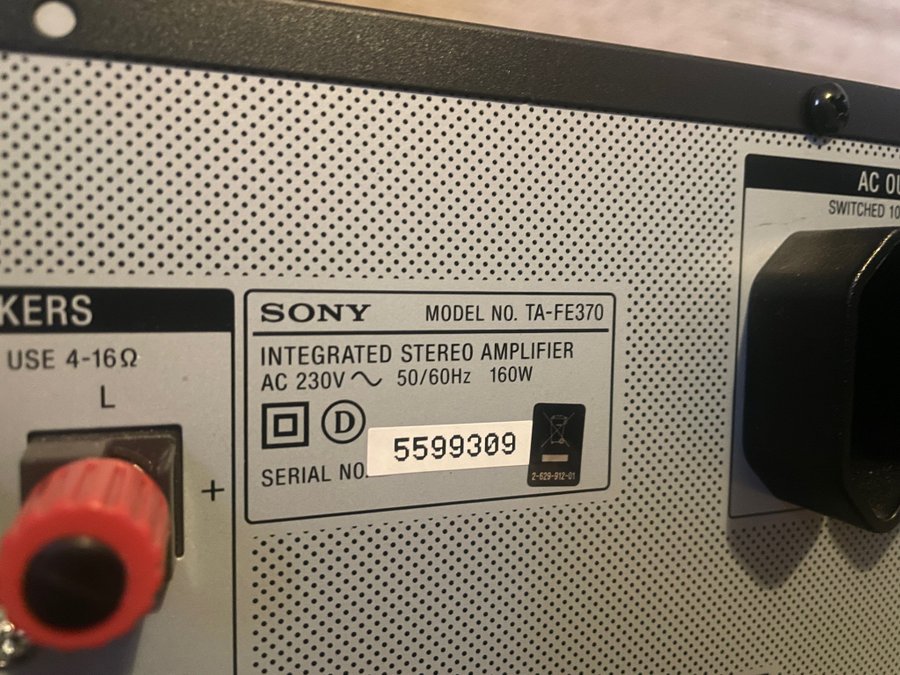 AC OU
SWITCHED 10
KERS
USE 4-16Ω
L
+
SONY MODEL NO. TA-FE370
INTEGRATED STEREO AMPLIFIER
AC 230V ~ 50/60Hz 160W
D
SERIAL NO. 5599309
2-629-912-01